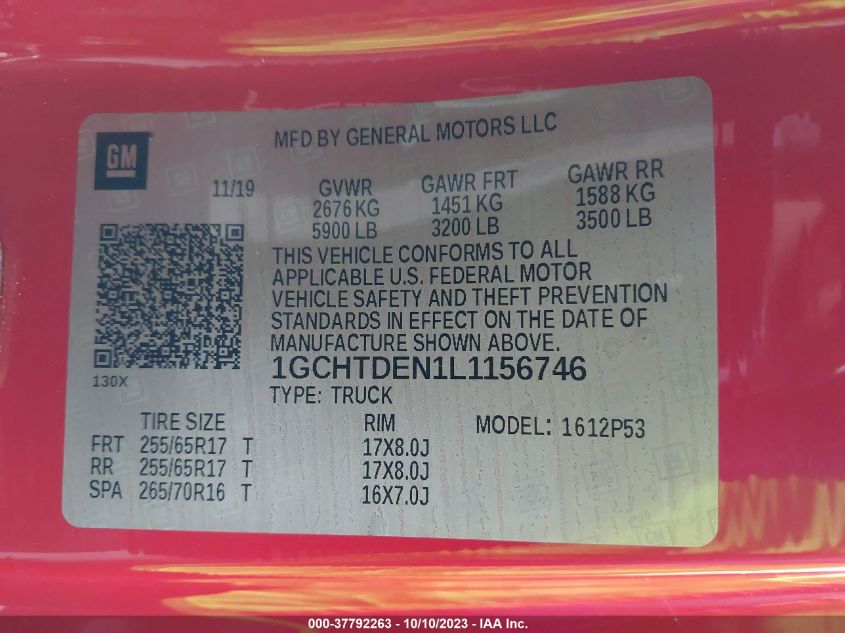 GM
MFD BY GENERAL MOTORS LLC
11/19
GVWR GAWR FRT GAWR RR
2676 KG 1451 KG 1588 KG
5900 LB 3200 LB 3500 LB
THIS VEHICLE CONFORMS TO ALL
APPLICABLE U.S. FEDERAL MOTOR
VEHICLE SAFETY AND THEFT PREVENTION
STANDARDS IN EFFECT ON THE DATE OF
MANUFACTURE SHOWN ABOVE.
1GCHTDEN1L1156746
130X
TYPE: TRUCK
TIRE SIZE RIM MODEL: 1612P53
FRT 255/65R17 T 17X8.0J
RR 255/65R17 T 17X8.0J
SPA 265/70R16 T 16X7.0J
000-37792263 - 10/10/2023 - IAA Inc.